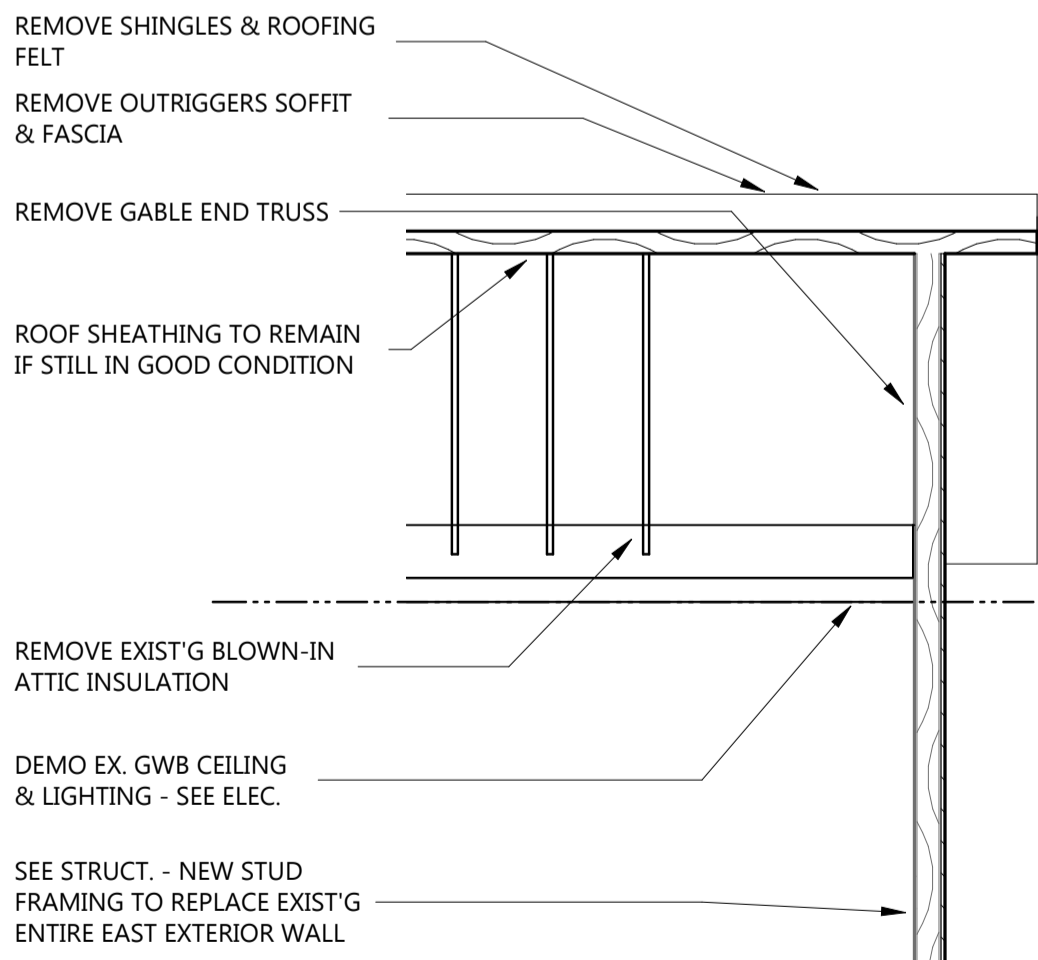 REMOVE SHINGLES & ROOFING
FELT
REMOVE OUTRIGGERS SOFFIT
& FASCIA
REMOVE GABLE END TRUSS
ROOF SHEATHING TO REMAIN
IF STILL IN GOOD CONDITION
REMOVE EXIST'G BLOWN-IN
ATTIC INSULATION
DEMO EX. GWB CEILING
& LIGHTING - SEE ELEC.
SEE STRUCT. - NEW STUD
FRAMING TO REPLACE EXIST'G
ENTIRE EAST EXTERIOR WALL